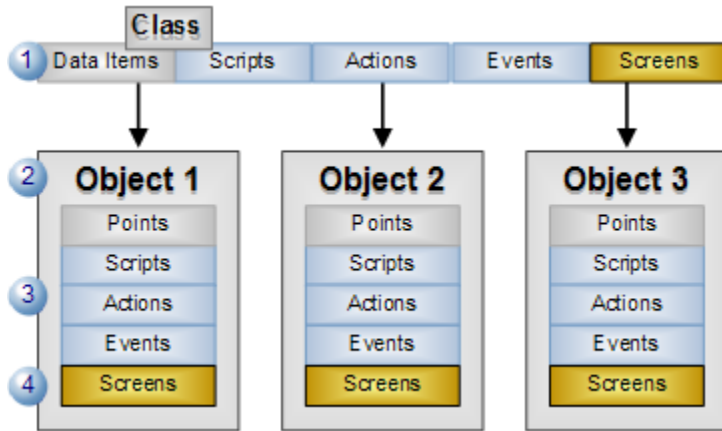 Class
1 Data Items Scripts Actions Events Screens
2 Object 1 Object 2 Object 3
Points Points Points
Scripts Scripts Scripts
3 Actions Actions Actions
Events Events Events
4 Screens Screens Screens